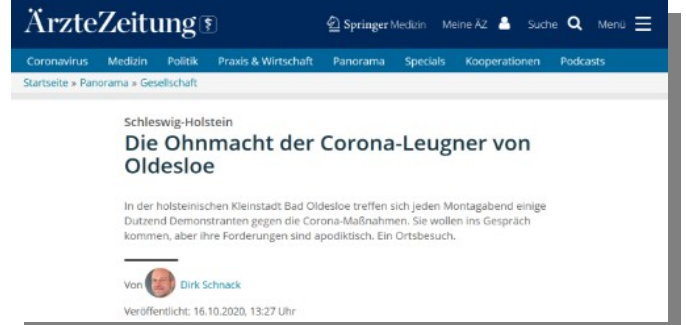 ÄrzteZeitung Springer Medizin Meine ÄZ Suche Menü
Coronavirus Medizin Politik Praxis & Wirtschaft Panorama Specials Kooperationen Podcasts
Startseite » Panorama » Gesellschaft
Schleswig-Holstein
Die Ohnmacht der Corona-Leugner von
Oldesloe
In der holsteinischen Kleinstadt Bad Oldesloe treffen sich jeden Montagabend einige
Dutzend Demonstranten gegen die Corona-Maßnahmen. Sie wollen ins Gespräch
kommen, aber ihre Forderungen sind apodiktisch. Ein Ortsbesuch.
Von Dirk Schnack
Veröffentlicht: 16.10.2020, 13:27 Uhr